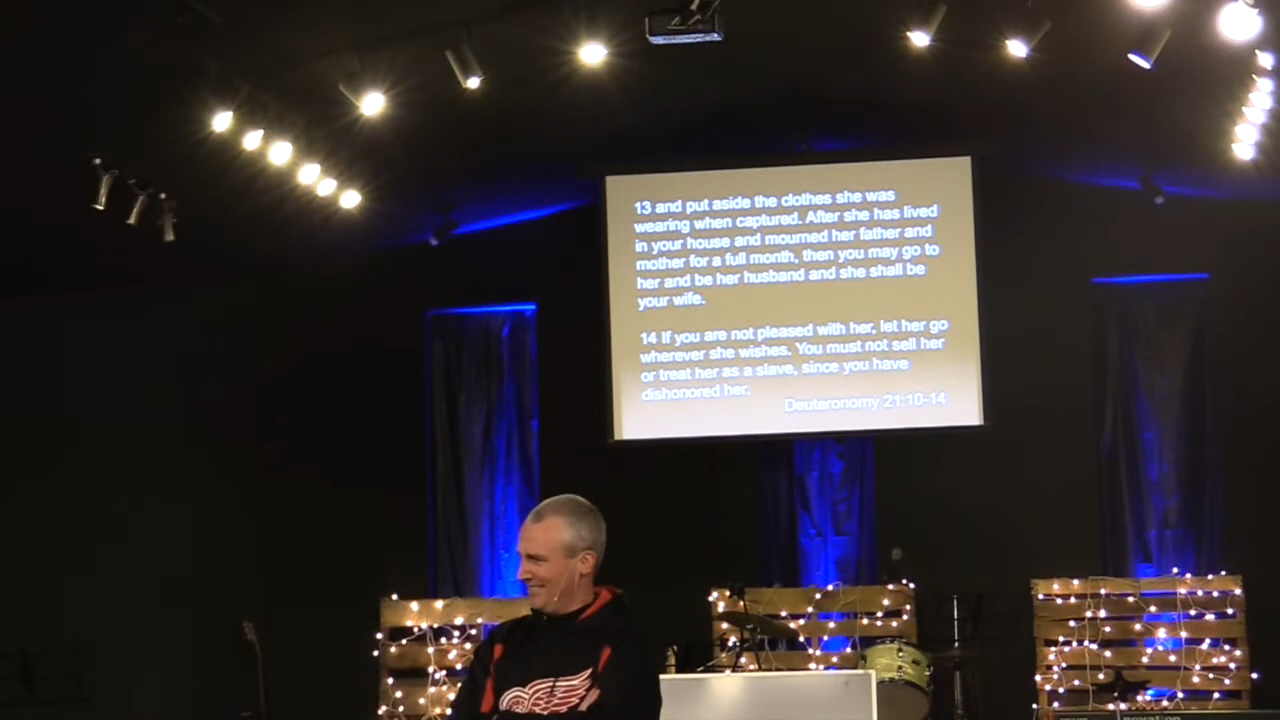 13 and put aside the clothes she was
wearing when captured. After she has lived
in your house and mourned her father and
mother for a full month, then you may go to
her and be her husband and she shall be
your wife.
14 If you are not pleased with her, let her go
wherever she wishes. You must not sell her
or treat her as a slave, since you have
dishonored her.
Deuteronomy 21:10-14